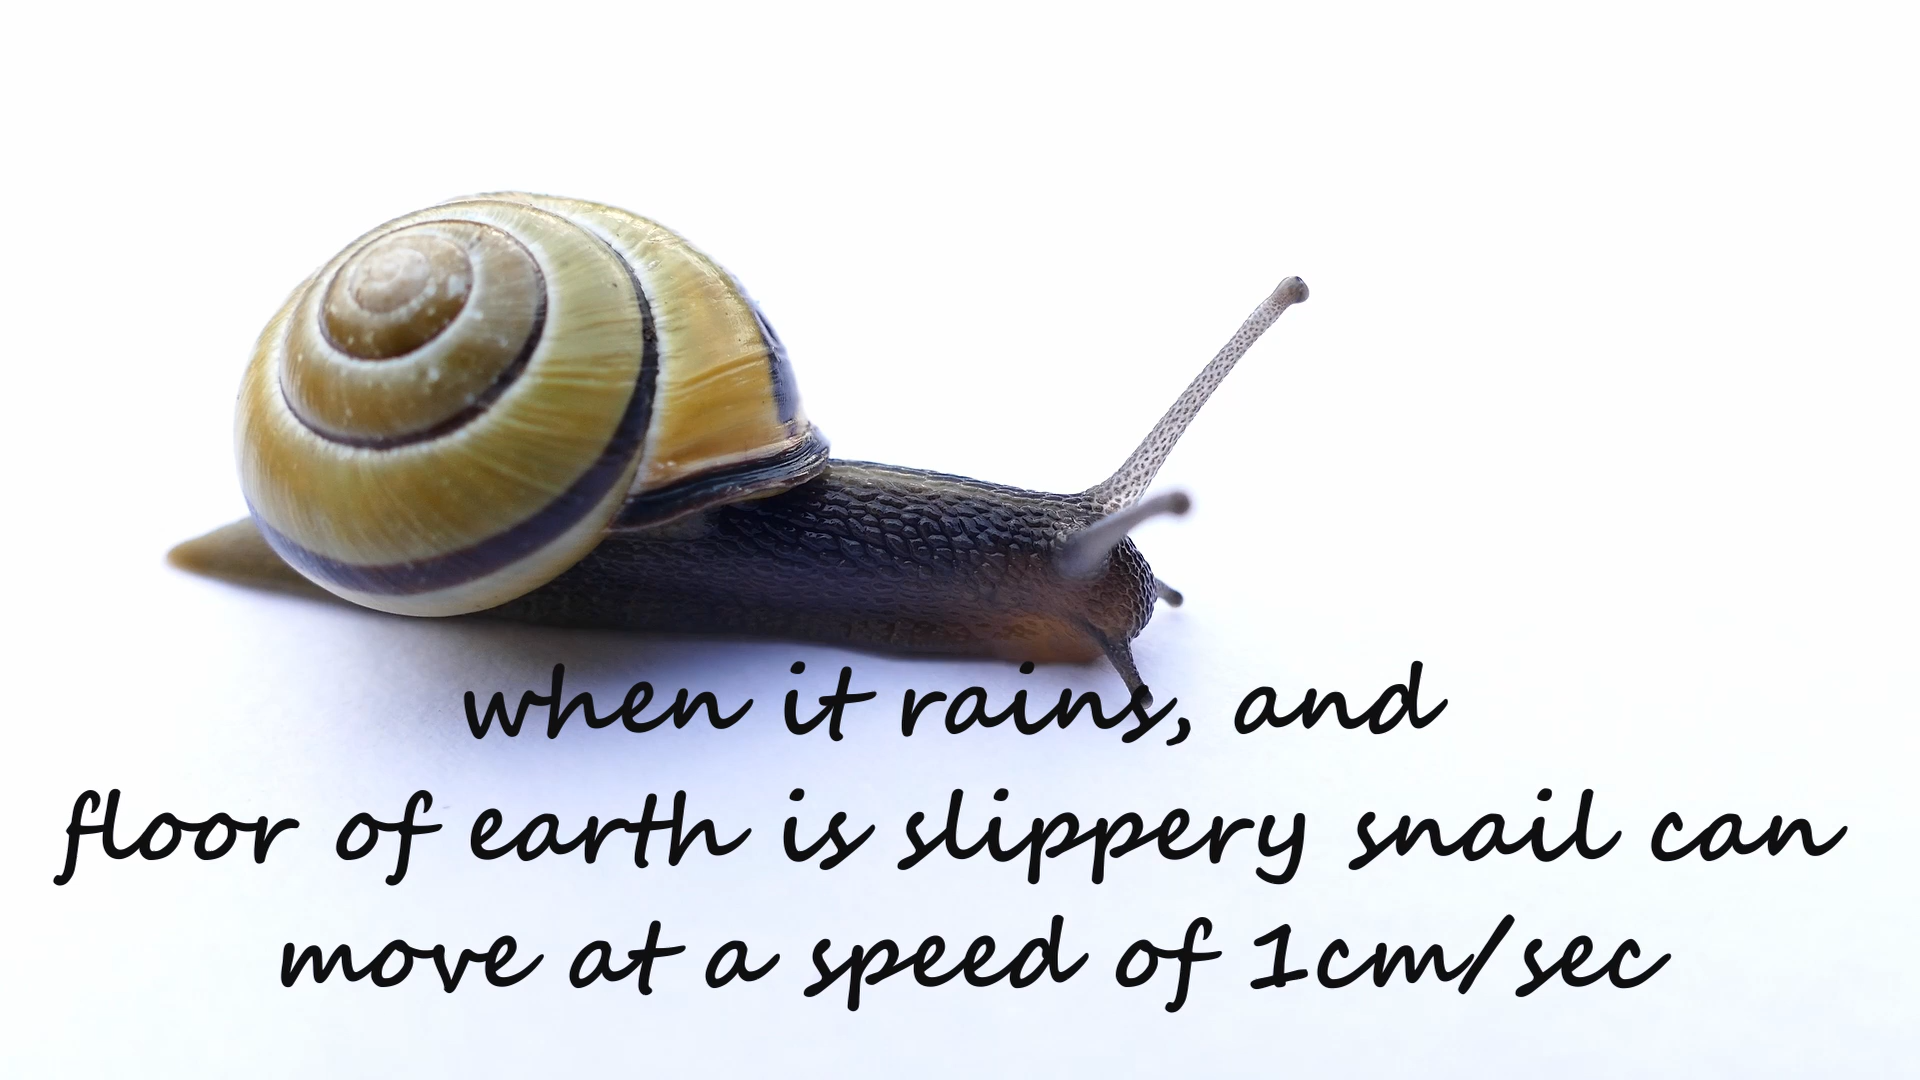 when it rains, and
floor of earth is slippery snail can
move at a speed of 1cm/sec